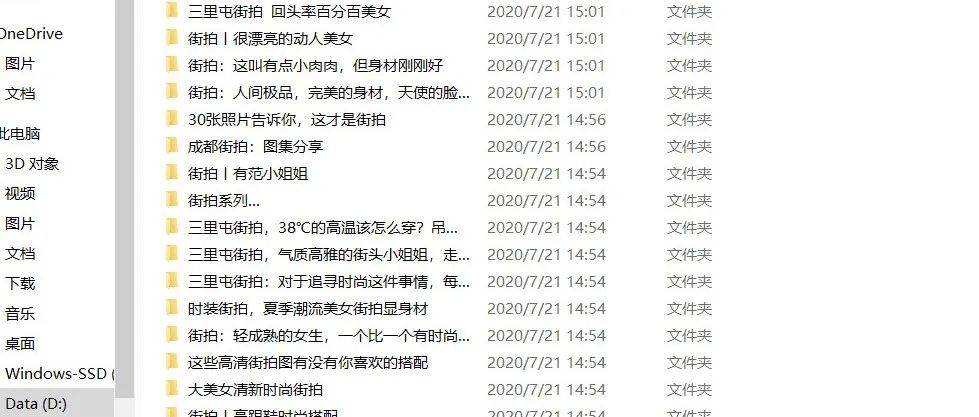 OneDrive
图片
文档
此电脑
3D 对象
视频
图片
文档
下载
音乐
桌面
Windows-SSD (
Data (D:)
三里屯街拍 回头率百分百美女 2020/7/21 15:01 文件夹
街拍丨很漂亮的动人美女 2020/7/21 15:01 文件夹
街拍：这叫有点小肉肉，但身材刚刚好 2020/7/21 15:01 文件夹
街拍：人间极品，完美的身材，天使的脸... 2020/7/21 15:01 文件夹
30张照片告诉你，这才是街拍 2020/7/21 14:56 文件夹
成都街拍：图集分享 2020/7/21 14:56 文件夹
街拍丨有范小姐姐 2020/7/21 14:54 文件夹
街拍系列... 2020/7/21 14:54 文件夹
三里屯街拍，38℃的高温该怎么穿？吊... 2020/7/21 14:54 文件夹
三里屯街拍，气质高雅的街头小姐姐，走... 2020/7/21 14:54 文件夹
三里屯街拍：对于追寻时尚这件事情，每... 2020/7/21 14:54 文件夹
时装街拍，夏季潮流美女街拍显身材 2020/7/21 14:54 文件夹
街拍：轻成熟的女生，一个比一个有时尚... 2020/7/21 14:54 文件夹
这些高清街拍图有没有你喜欢的搭配 2020/7/21 14:54 文件夹
大美女清新时尚街拍 2020/7/21 14:54 文件夹
街拍丨高跟鞋时尚搭配